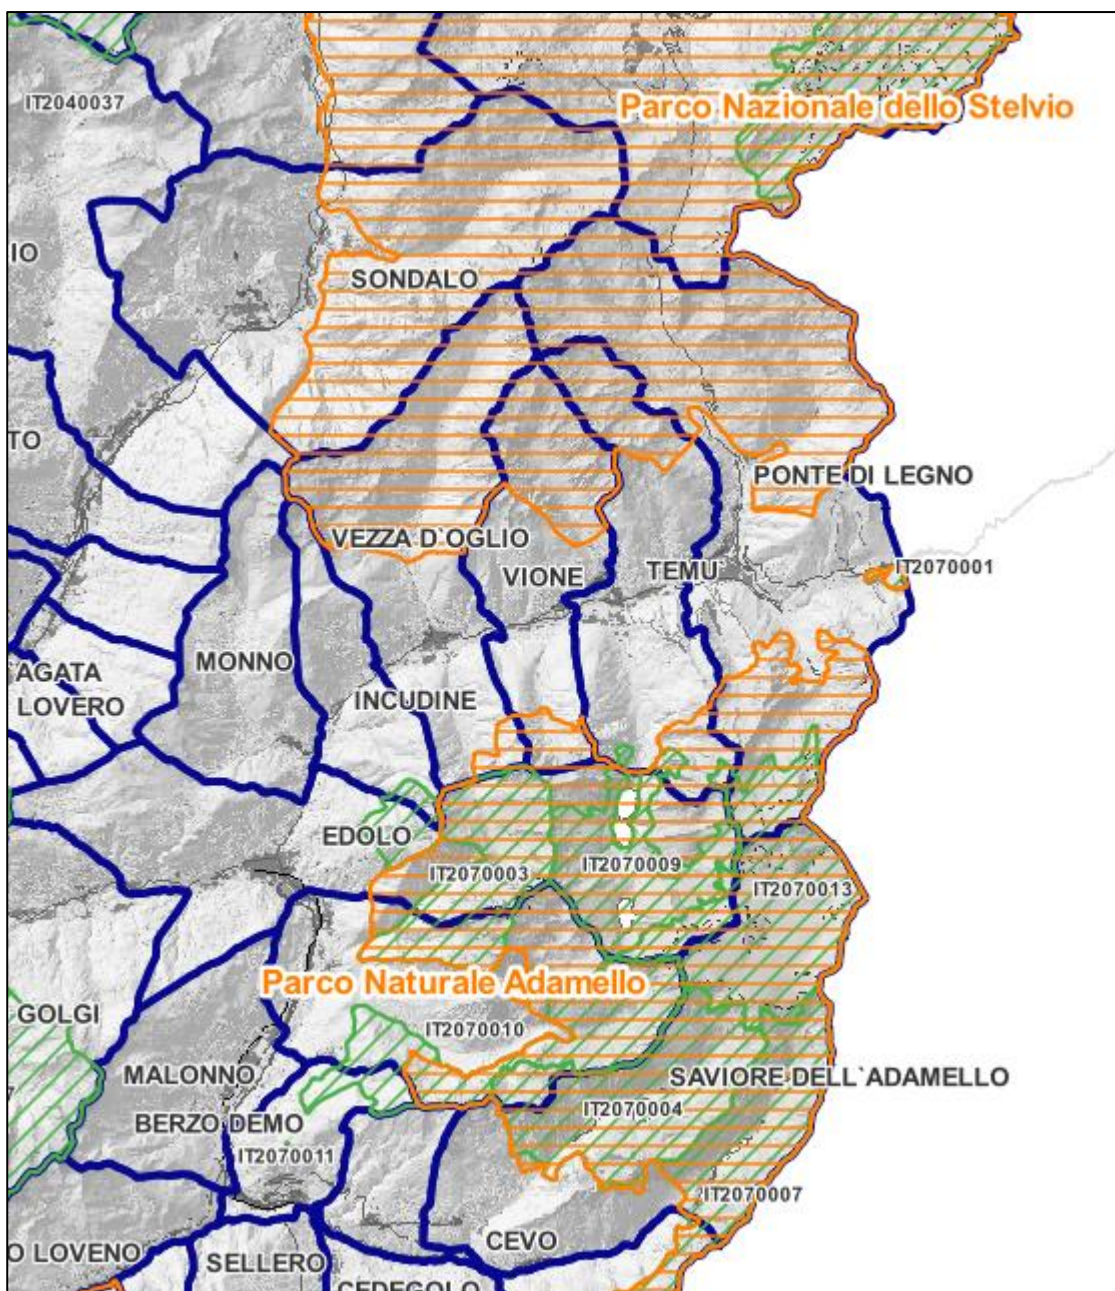 IT2040037
Parco Nazionale dello Stelvio
IO
SONDALO
TO
PONTE DI LEGNO
VEZZA D`OGLIO
VIONE
TEMU`
IT2070001
AGATA
LOVERO
MONNO
INCUDINE
EDOLO
IT2070003
IT2070009
IT2070013
Parco Naturale Adamello
GOLGI
IT2070010
MALONNO
SAVIORE DELL`ADAMELLO
7
BERZO DEMO
IT2070004
IT2070011
IT2070007
O LOVENO
SELLERO
CEVO
CEDEGOLO